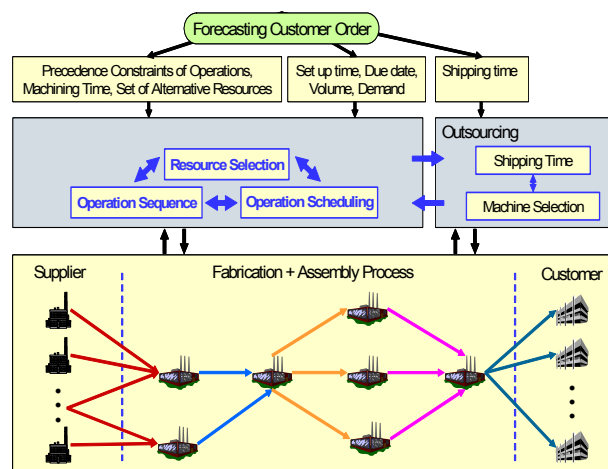 Forecasting Customer Order
Precedence Constraints of Operations,
Machining Time, Set of Alternative Resources
Set up time, Due date,
Volume, Demand
Shipping time
Outsourcing
Resource Selection
Operation Sequence
Operation Scheduling
Shipping Time
Machine Selection
Supplier
Fabrication + Assembly Process
Customer